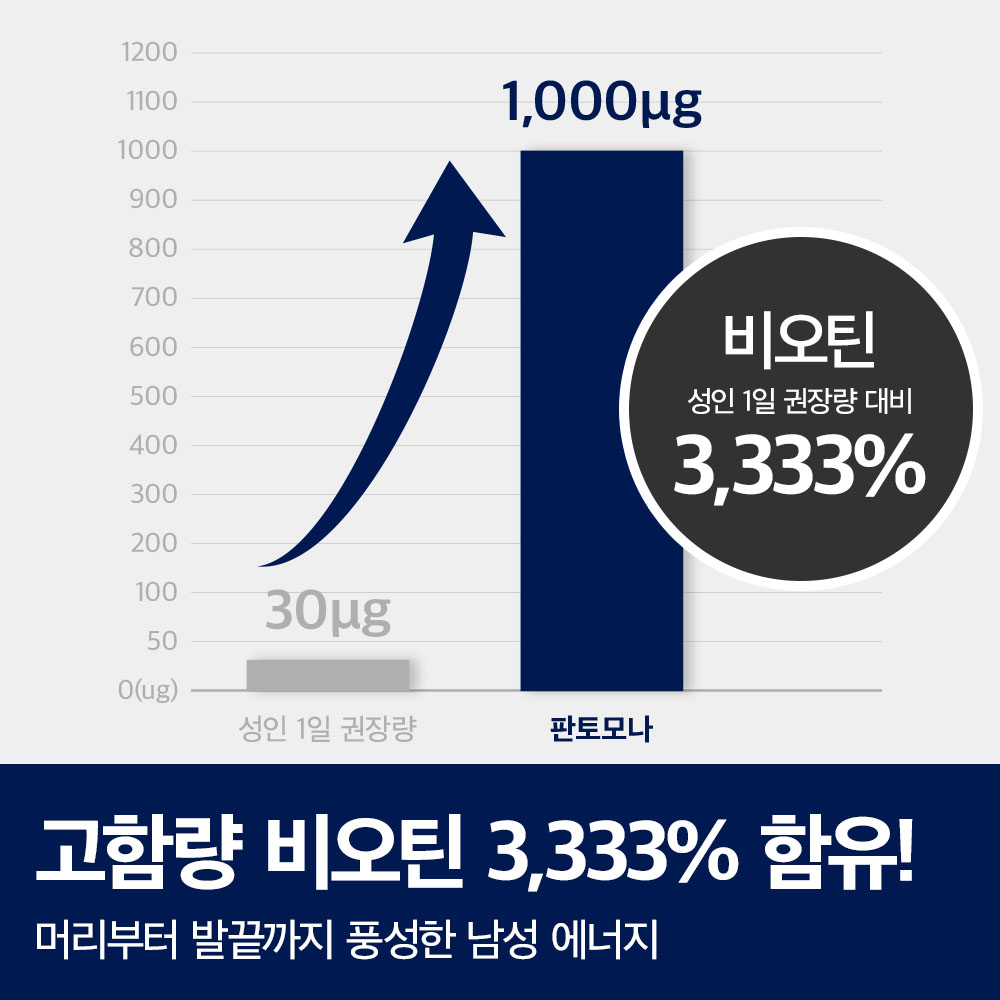 1200
1100
1000
900
800
700
600
500
400
300
200
100
50
0(ug)
1,000μg
30μg
성인 1일 권장량
판토모나
비오틴
성인 1일 권장량 대비
3,333%
고함량 비오틴 3,333% 함유!
머리부터 발끝까지 풍성한 남성 에너지